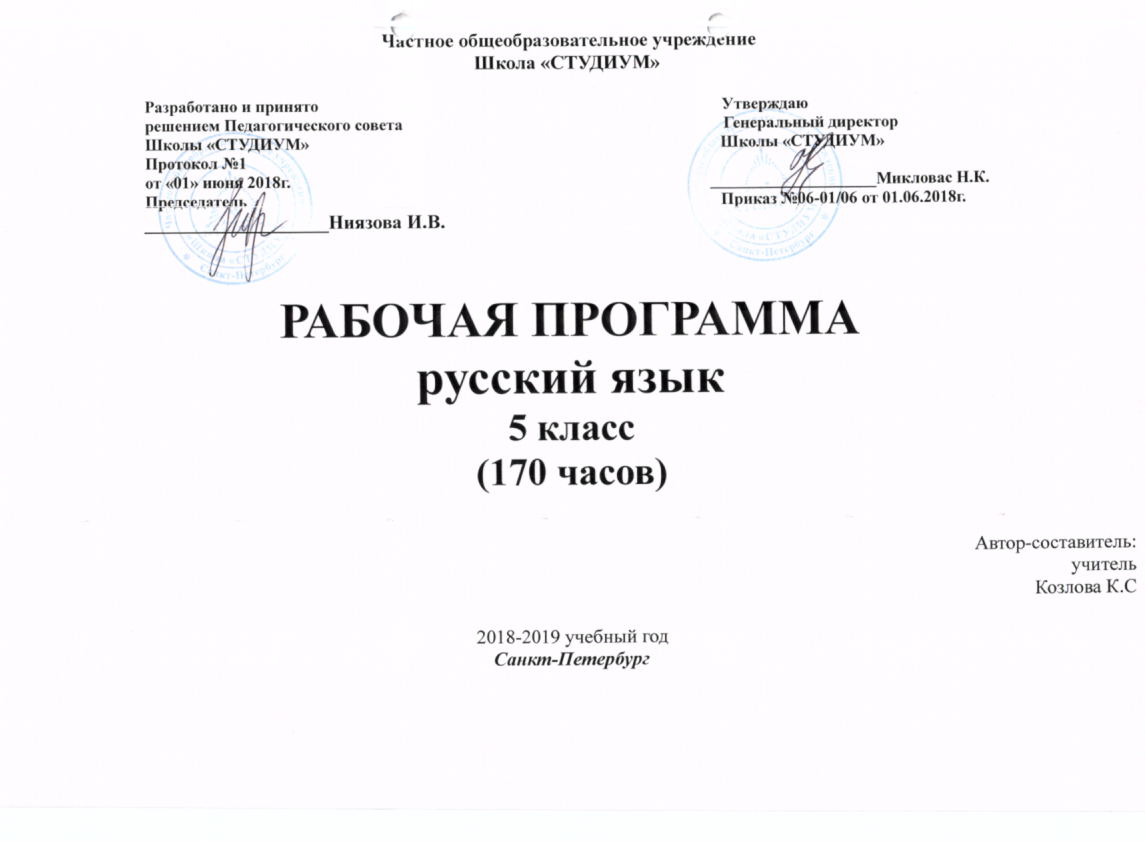 Частное общеобразовательное учреждение
Школа «СТУДИУМ»
Разработано и принято
решением Педагогического совета
Школы «СТУДИУМ»
Протокол №1
от «01» июня 2018г.
Председатель
Ниязова И.В.
Утверждаю
Генеральный директор
Школы «СТУДИУМ»
Микловас Н.К.
Приказ №06-01/06 от 01.06.2018г.
РАБОЧАЯ ПРОГРАММА
русский язык
5 класс
(170 часов)
Автор-составитель:
учитель
Козлова К.С
2018-2019 учебный год
Санкт-Петербург